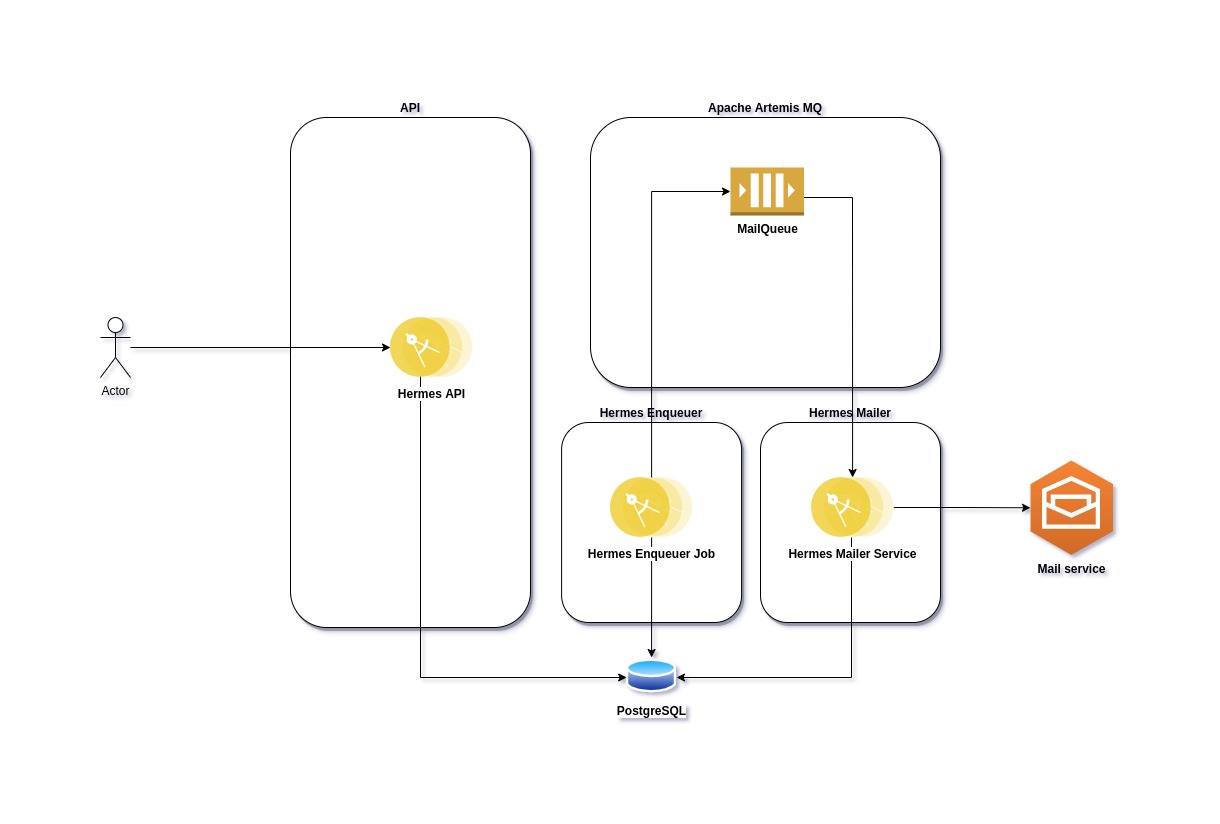 API
Apache Artemis MQ
MailQueue
Actor
Hermes API
Hermes Enqueuer
Hermes Mailer
Hermes Enqueuer Job
Hermes Mailer Service
Mail service
PostgreSQL